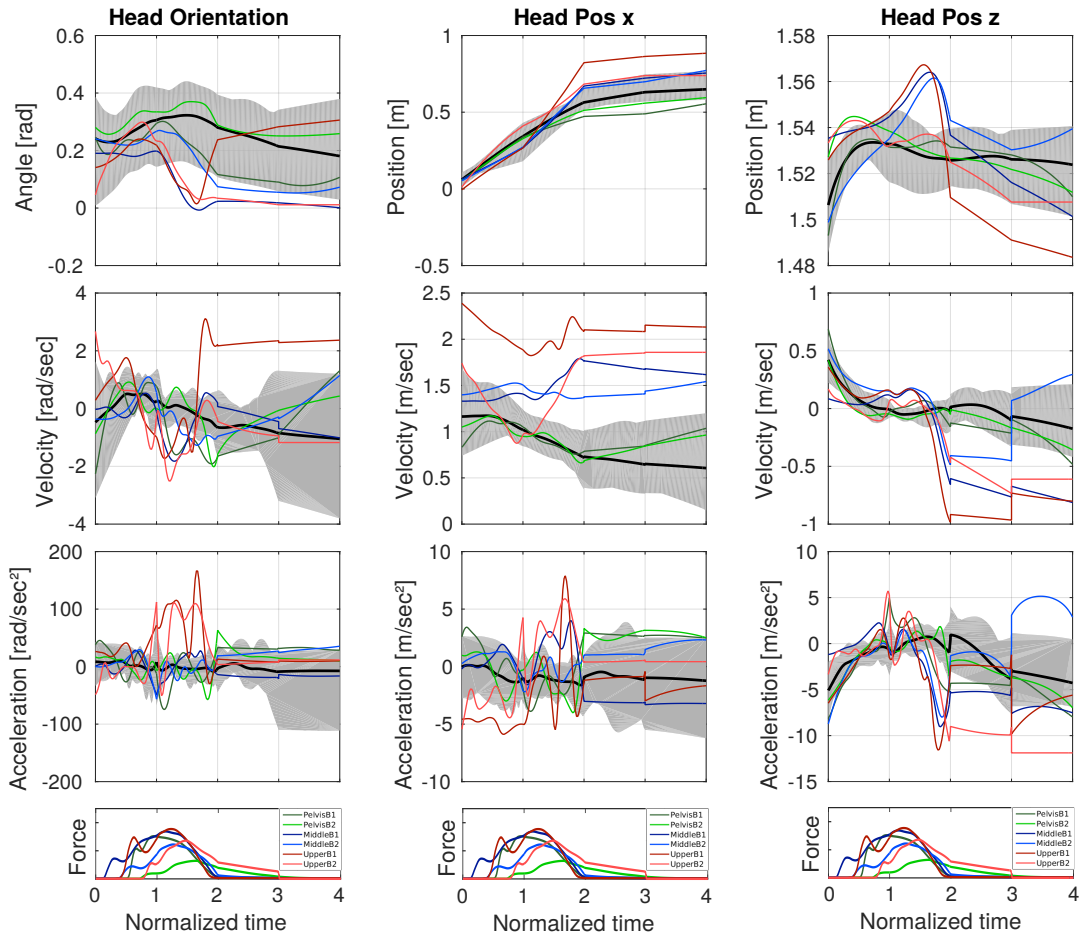 Head Orientation Head Pos x Head Pos z
0.6 0.4 0.2 0 -0.2 Angle [rad]
1 0.5 0 -0.5 Position [m]
1.58 1.56 1.54 1.52 1.5 1.48 Position [m]
4 2 0 -2 -4 Velocity [rad/sec]
2.5 2 1.5 1 0.5 0 Velocity [m/sec]
1 0.5 0 -0.5 -1 Velocity [m/sec]
200 100 0 -100 -200 Acceleration [rad/sec²]
10 5 0 -5 -10 Acceleration [m/sec²]
10 5 0 -5 -10 -15 Acceleration [m/sec²]
Force
PelvisB1
PelvisB2
MiddleB1
MiddleB2
UpperB1
UpperB2
0 1 2 3 4
Normalized time
Force
PelvisB1
PelvisB2
MiddleB1
MiddleB2
UpperB1
UpperB2
0 1 2 3 4
Normalized time
Force
PelvisB1
PelvisB2
MiddleB1
MiddleB2
UpperB1
UpperB2
0 1 2 3 4
Normalized time